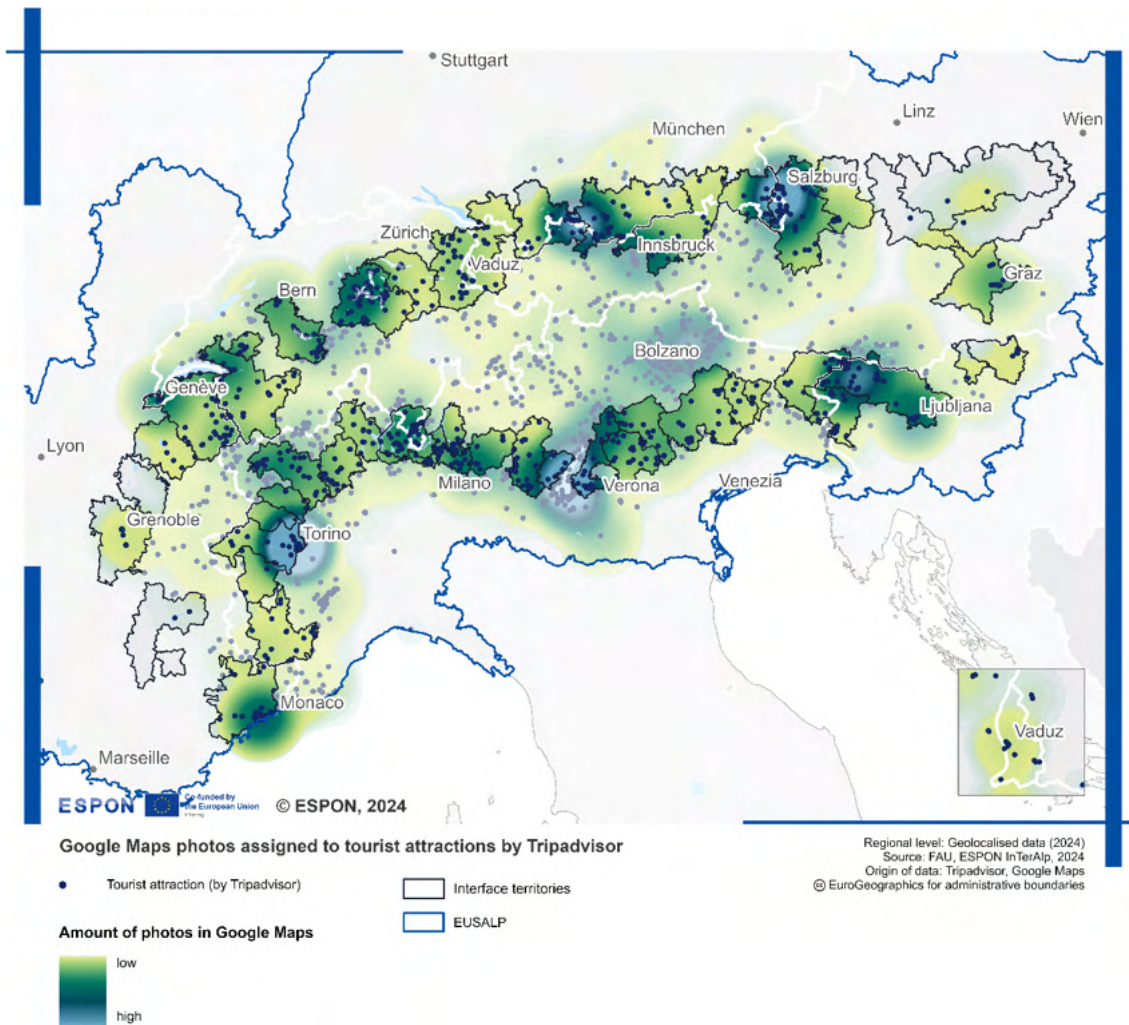 Stuttgart
Linz
Wien
München
Salzburg
Zürich
Innsbruck
Vaduz
Graz
Bern
Bolzano
Genève
Ljubljana
Lyon
Milano
Verona
Venezia
Grenoble
Torino
Monaco
Vaduz
Marseille
ESPON
Co-funded by
the European Union
Interreg
© ESPON, 2024
Google Maps photos assigned to tourist attractions by Tripadvisor
Regional level: Geolocalised data (2024)
Source: FAU, ESPON InTerAlp, 2024
Origin of data: Tripadvisor, Google Maps
cc EuroGeographics for administrative boundaries
Tourist attraction (by Tripadvisor)
Interface territories
EUSALP
Amount of photos in Google Maps
low
high